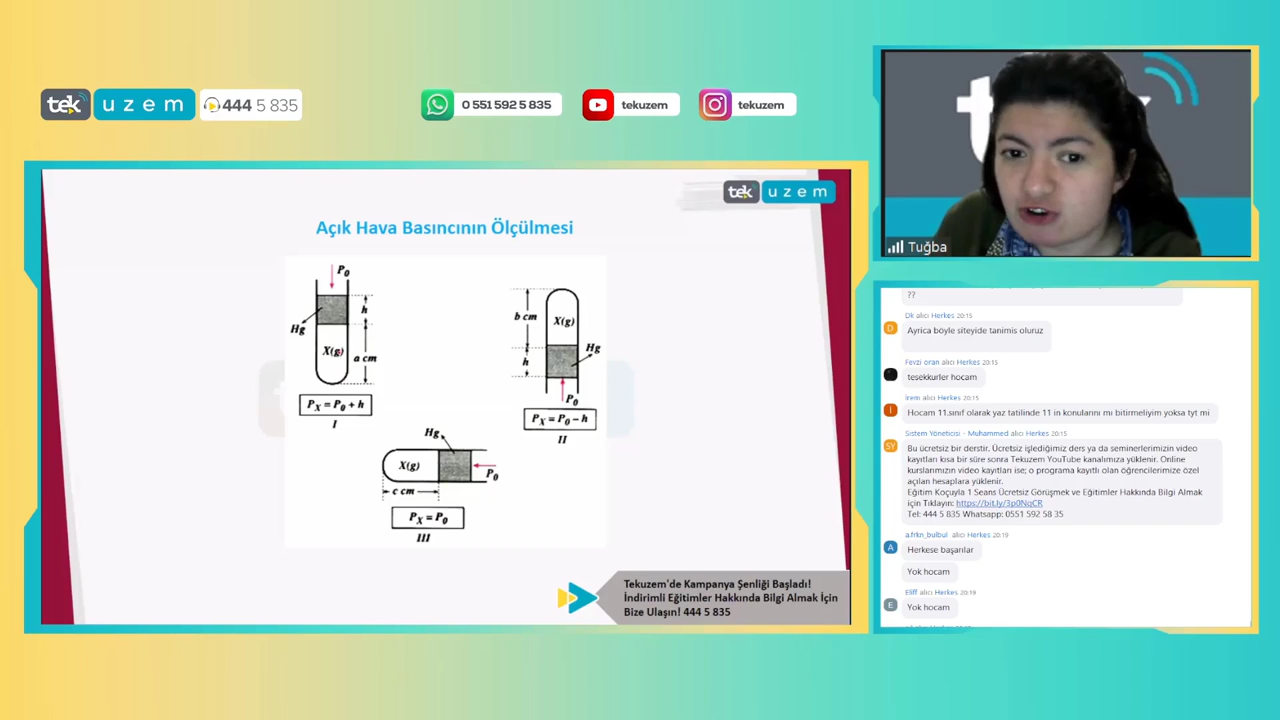 tek uzem 444 5 835
0 551 592 5 835
tekuzem
tekuzem
tek uzem
Açık Hava Basıncının Ölçülmesi
P₀
h
Hg
X(g)
a cm
Pₓ = P₀ + h
I
b cm
X(g)
Hg
h
P₀
Pₓ = P₀ – h
II
Hg
X(g)
P₀
c cm
Pₓ = P₀
III
Tekuzem'de Kampanya Şenliği Başladı!
İndirimli Eğitimler Hakkında Bilgi Almak İçin
Bize Ulaşın! 444 5 835
Tuğba
??
Dk alıcı Herkes 20:15
D
Ayrica böyle siteyide tanimis oluruz
Fevzi oran alıcı Herkes 20:15
tesekkurler hocam
İrem alıcı Herkes 20:15
I
Hocam 11.sınıf olarak yaz tatilinde 11 in konularını mı bitirmeliyim yoksa tyt mi
Sistem Yöneticisi - Muhammed alıcı Herkes 20:15
SY
Bu ücretsiz bir derstir. Ücretsiz işlediğimiz ders ya da seminerlerimizin video
kayıtları kısa bir süre sonra Tekuzem YouTube kanalımıza yüklenir. Online
kurslarımızın video kayıtları ise; o programa kayıtlı olan öğrencilerimize özel
açılan hesaplara yüklenir.
Eğitim Koçuyla 1 Seans Ücretsiz Görüşmek ve Eğitimler Hakkında Bilgi Almak
için Tıklayın: https://bit.ly/3p0NqCR
Tel: 444 5 835 Whatsapp: 0551 592 58 35
a.frkn_bulbul alıcı Herkes 20:19
A
Herkese başarılar
Yok hocam
Eliff alıcı Herkes 20:19
E
Yok hocam